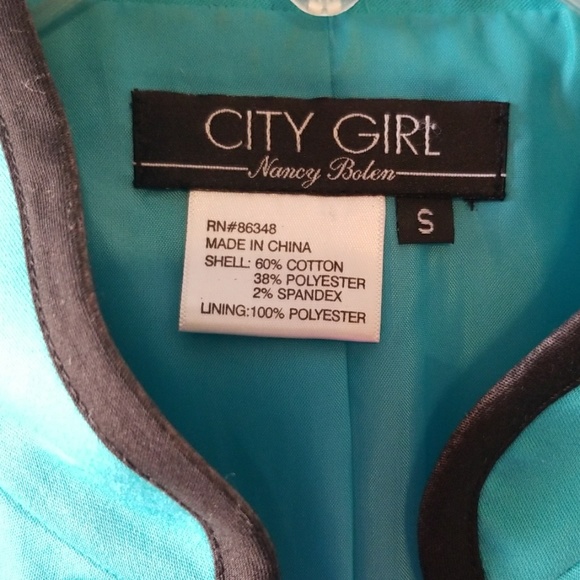 CITY GIRL
Nancy Bolen
S
RN#86348
MADE IN CHINA
SHELL: 60% COTTON
38% POLYESTER
2% SPANDEX
LINING:100% POLYESTER